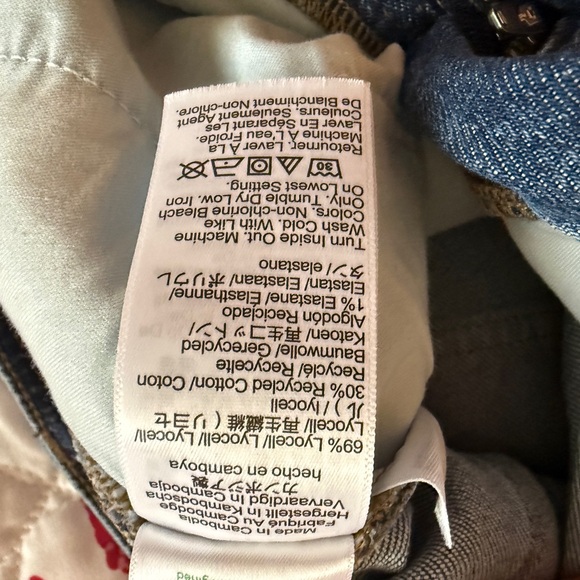 Made In Cambodia
Fabriqué Au Cambodge
Hergestellt In Kambodscha
Vervaardigd In Cambodja
カンボジア製
hecho en camboya
69% Lyocell/ Lyocell/ Lyocell/
Lyocell/ 再生繊維 (リヨセ
ル) / lyocell
30% Recycled Cotton/ Coton
Recyclé/ Recycelte
Baumwolle/ Gerecycled
Katoen/ 再生コットン/
Algodón Reciclado
1% Elastane/ Élasthanne/
Elastan/ Elastaan/ ポリウレ
タン/ elastano
Turn Inside Out. Machine
Wash Cold. With Like
Colors. Non-chlorine Bleach
Only. Tumble Dry Low. Iron
On Lowest Setting.
30
Retourner. Laver À La
Machine À L'eau Froide.
Laver En Séparant Les
Couleurs. Seulement Agent
De Blanchiment Non-chlore.